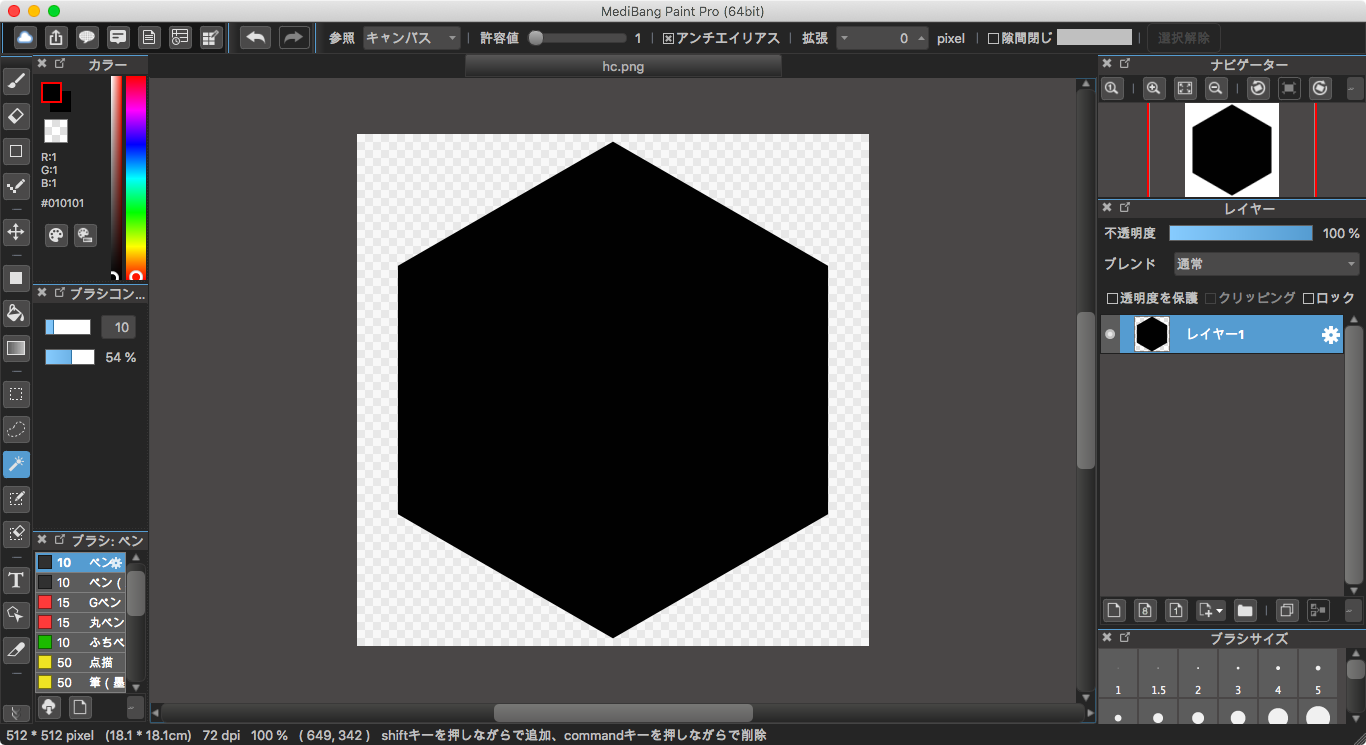 MediBang Paint Pro (64bit)
参照 キャンバス 許容値 1 アンチエイリアス 拡張 0 pixel 隙間閉じ 選択解除
hc.png
カラー
R:1
G:1
B:1
#010101
ブラシコン...
10
54 %
ブラシ: ペン
10 ペン
10 ペン (
15 Gペン
15 丸ペン
10 ふちペ
50 点描
50 筆 ( 墨
T
ナビゲーター
レイヤー
不透明度 100 %
ブレンド 通常
透明度を保護 クリッピング ロック
レイヤー1
8 1
ブラシサイズ
1 1.5 2 3 4 5
512 * 512 pixel (18.1 * 18.1cm) 72 dpi 100 % ( 649, 342 ) shiftキーを押しながらで追加、commandキーを押しながらで削除